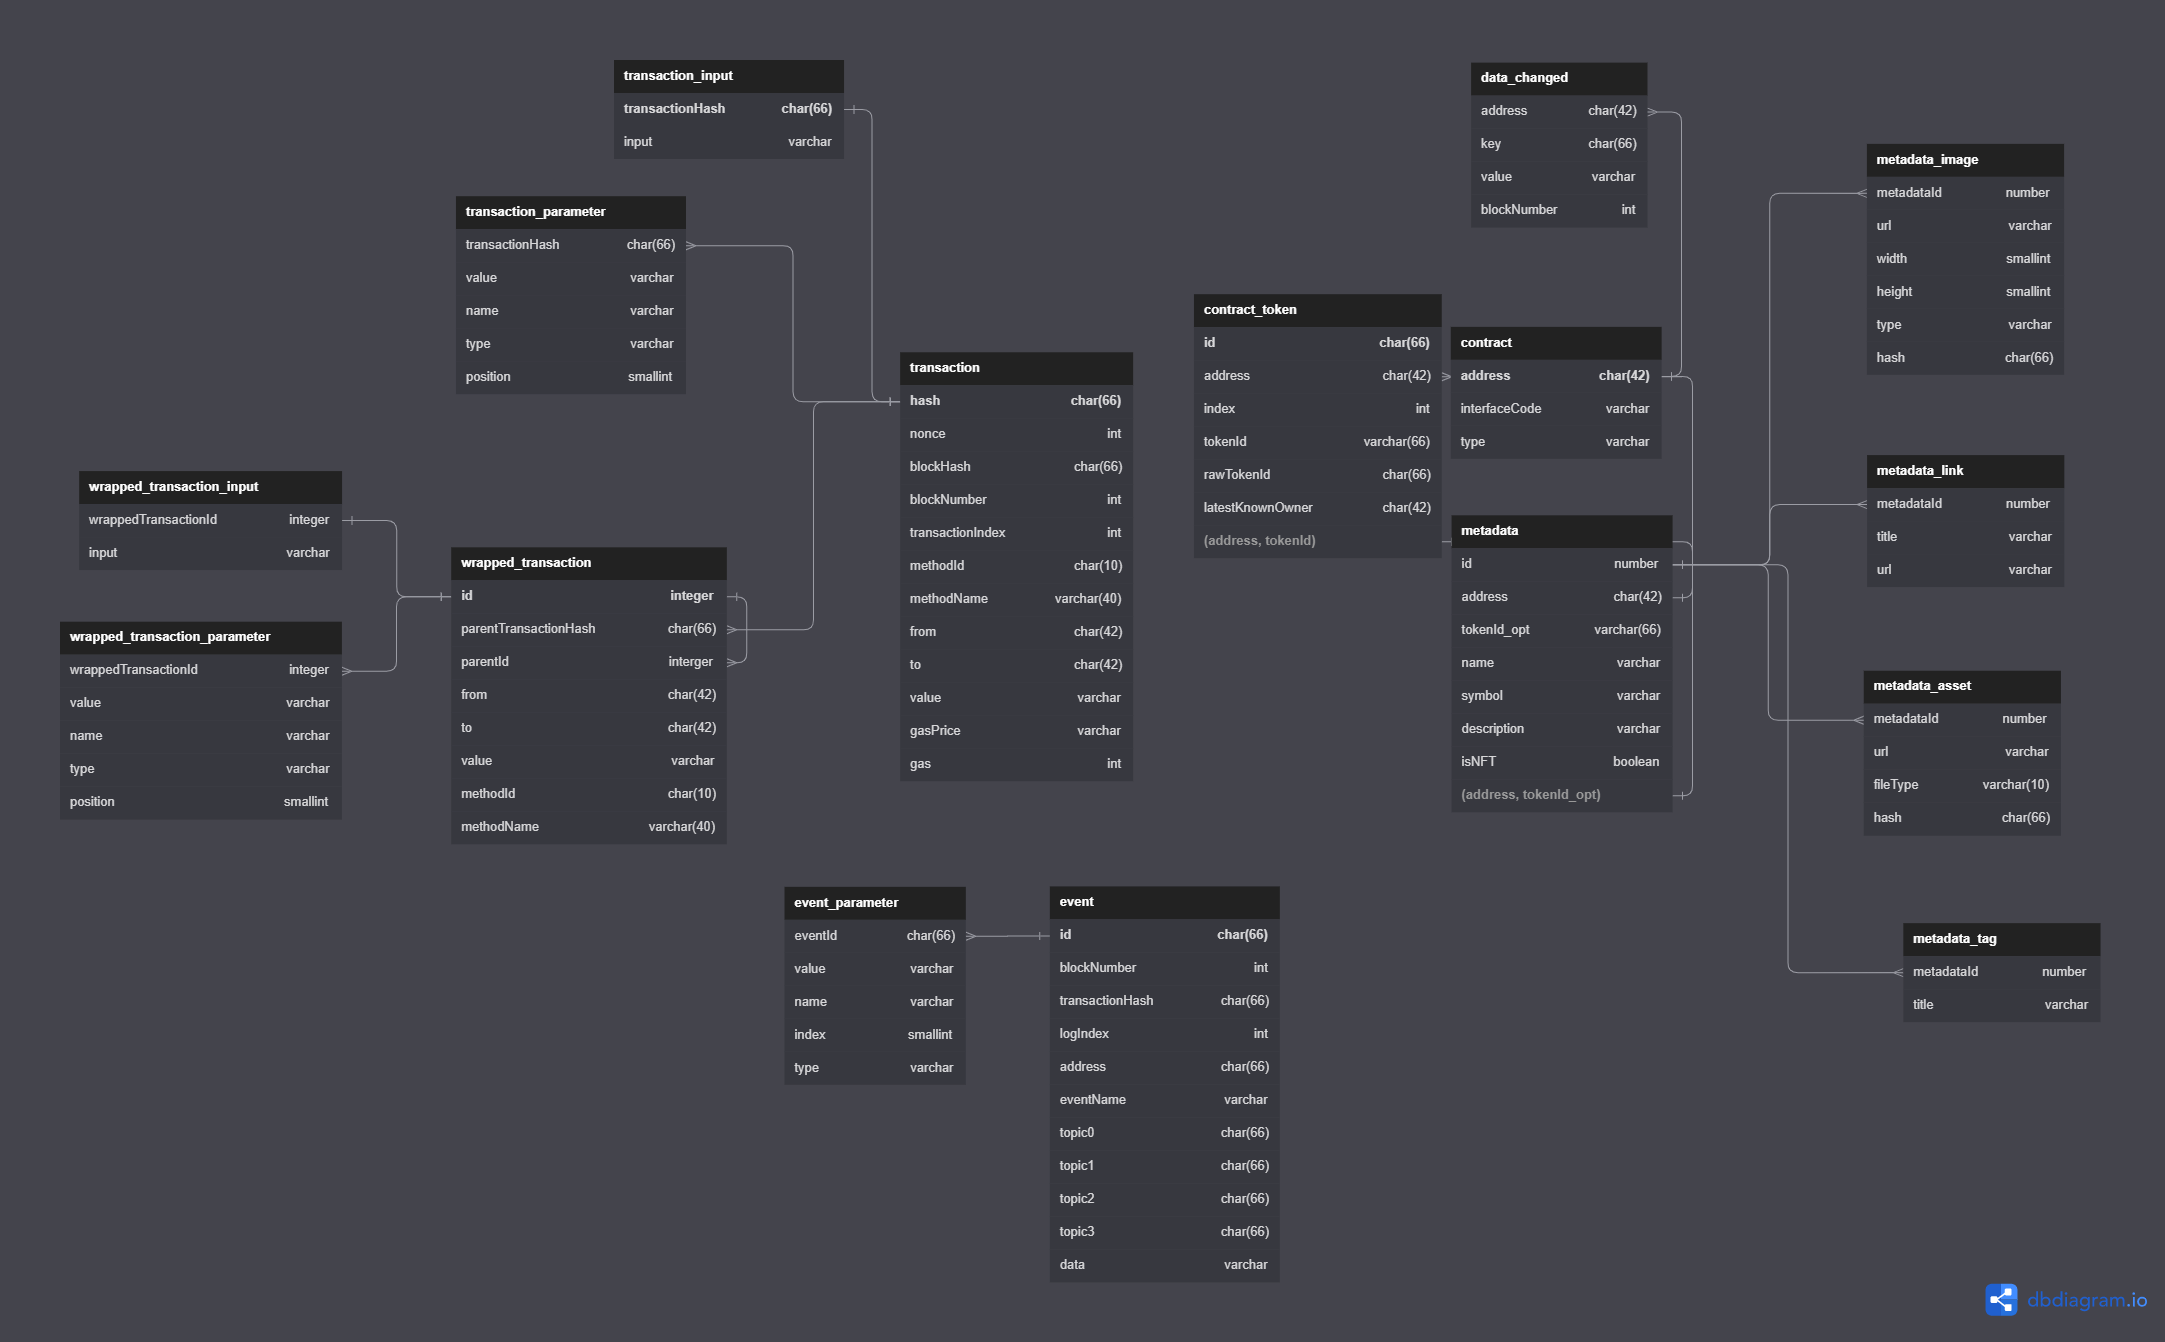 transaction_input
transactionHash char(66)
input varchar
transaction_parameter
transactionHash char(66)
value varchar
name varchar
type varchar
position smallint
wrapped_transaction_input
wrappedTransactionId integer
input varchar
wrapped_transaction_parameter
wrappedTransactionId integer
value varchar
name varchar
type varchar
position smallint
wrapped_transaction
id integer
parentTransactionHash char(66)
parentId interger
from char(42)
to char(42)
value varchar
methodId char(10)
methodName varchar(40)
transaction
hash char(66)
nonce int
blockHash char(66)
blockNumber int
transactionIndex int
methodId char(10)
methodName varchar(40)
from char(42)
to char(42)
value varchar
gasPrice varchar
gas int
event_parameter
eventId char(66)
value varchar
name varchar
index smallint
type varchar
event
id char(66)
blockNumber int
transactionHash char(66)
logIndex int
address char(66)
eventName varchar
topic0 char(66)
topic1 char(66)
topic2 char(66)
topic3 char(66)
data varchar
data_changed
address char(42)
key char(66)
value varchar
blockNumber int
contract_token
id char(66)
address char(42)
index int
tokenId varchar(66)
rawTokenId char(66)
latestKnownOwner char(42)
(address, tokenId)
contract
address char(42)
interfaceCode varchar
type varchar
metadata
id number
address char(42)
tokenId_opt varchar(66)
name varchar
symbol varchar
description varchar
isNFT boolean
(address, tokenId_opt)
metadata_image
metadataId number
url varchar
width smallint
height smallint
type varchar
hash char(66)
metadata_link
metadataId number
title varchar
url varchar
metadata_asset
metadataId number
url varchar
fileType varchar(10)
hash char(66)
metadata_tag
metadataId number
title varchar
dbdiagram.io